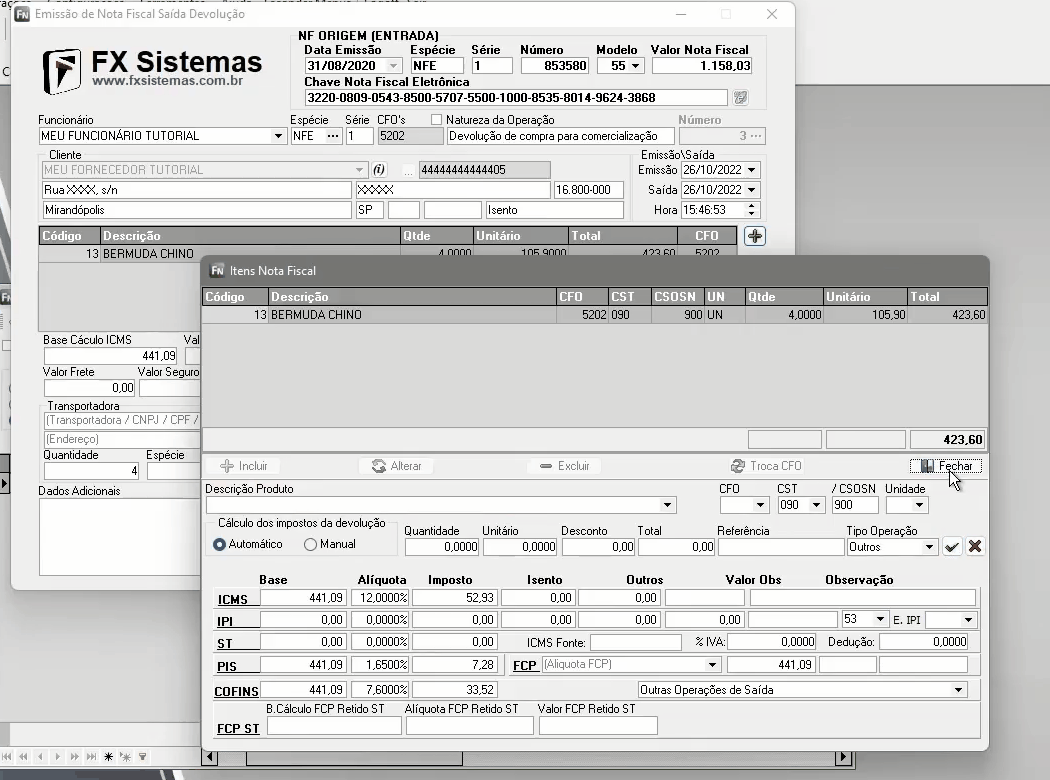 Emissão de Nota Fiscal Saída Devolução
FX Sistemas
www.fxsistemas.com.br
NF ORIGEM (ENTRADA)
Data Emissão Espécie Série Número Modelo Valor Nota Fiscal
31/08/2020 NFE 1 853580 55 1.158,03
Chave Nota Fiscal Eletrônica
3220-0809-0543-8500-5707-5500-1000-8535-8014-9624-3868
Funcionário Espécie Série CFO's Natureza da Operação Número
MEU FUNCIONÁRIO TUTORIAL NFE ... 1 5202 Devolução de compra para comercialização 3 ...
Cliente Emissão\Saída
MEU FORNECEDOR TUTORIAL (i) ... 44444444444405 Emissão 26/10/2022
Rua XXXX, s/n XXXXX 16.800-000 Saída 26/10/2022
Mirandópolis SP Isento Hora 15:46:53
Código Descrição Qtde Unitário Total CFO
13 BERMUDA CHINO 4,0000 105,9000 423,60 5202
Itens Nota Fiscal
Código Descrição CFO CST CSOSN UN Qtde Unitário Total
13 BERMUDA CHINO 5202 090 900 UN 4,0000 105,90 423,60
Base Cáculo ICMS Val
441,09
Valor Frete Valor Seguro
0,00
Transportadora
(Transportadora / CNPJ / CPF /
(Endereço)
Quantidade Espécie
4
Dados Adicionais
423,60
Incluir Alterar Excluir Troca CFO Fechar
Descrição Produto CFO CST / CSOSN Unidade
090 900
Cálculo dos impostos da devolução Quantidade Unitário Desconto Total Referência Tipo Operação
Automático Manual 0,0000 0,0000 0,00 0,00 Outros
Base Alíquota Imposto Isento Outros Valor Obs Observação
ICMS 441,09 12,0000% 52,93 0,00 0,00
IPI 0,00 0,0000% 0,00 0,00 0,00 0,00 53 E. IPI
ST 0,00 0,0000% 0,00 ICMS Fonte: % IVA: 0,0000 Dedução: 0,0000
PIS 441,09 1,6500% 7,28 FCP (Aliquota FCP) 441,09
COFINS 441,09 7,6000% 33,52 Outras Operações de Saída
B.Cálculo FCP Retido ST Alíquota FCP Retido ST Valor FCP Retido ST
FCP ST